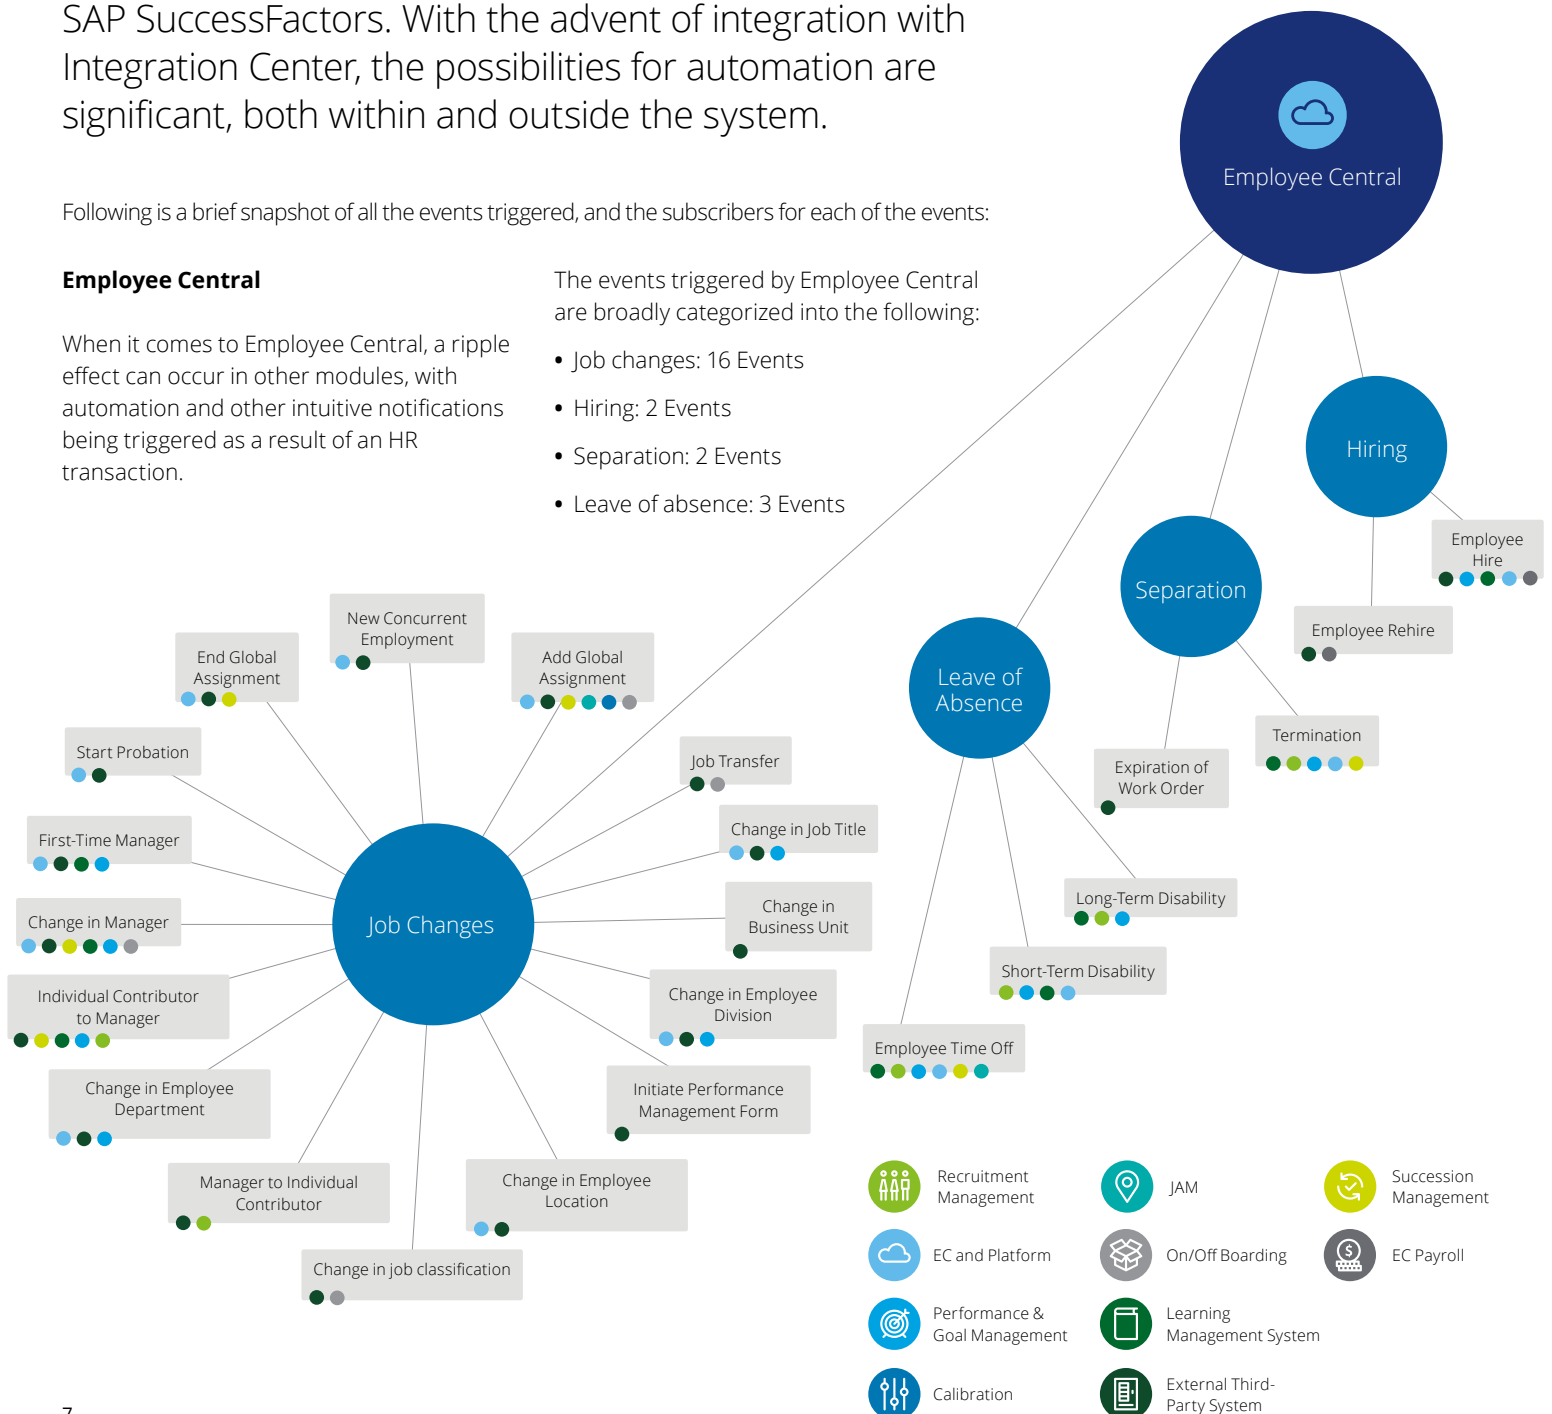 SAP SuccessFactors. With the advent of integration with
Integration Center, the possibilities for automation are
significant, both within and outside the system.
Following is a brief snapshot of all the events triggered, and the subscribers for each of the events:
Employee Central
When it comes to Employee Central, a ripple
effect can occur in other modules, with
automation and other intuitive notifications
being triggered as a result of an HR
transaction.
The events triggered by Employee Central
are broadly categorized into the following:
• Job changes: 16 Events
• Hiring: 2 Events
• Separation: 2 Events
• Leave of absence: 3 Events
Employee Central
Hiring
Employee
Hire
Employee Rehire
Separation
Termination
Expiration of
Work Order
Leave of
Absence
Long-Term Disability
Short-Term Disability
Employee Time Off
Job Changes
New Concurrent
Employment
End Global
Assignment
Add Global
Assignment
Start Probation
Job Transfer
First-Time Manager
Change in Job Title
Change in Manager
Change in
Business Unit
Individual Contributor
to Manager
Change in Employee
Division
Change in Employee
Department
Initiate Performance
Management Form
Manager to Individual
Contributor
Change in Employee
Location
Change in job classification
Recruitment
Management
JAM
Succession
Management
EC and Platform
On/Off Boarding
$
EC Payroll
Performance &
Goal Management
Learning
Management System
Calibration
External Third-
Party System
7